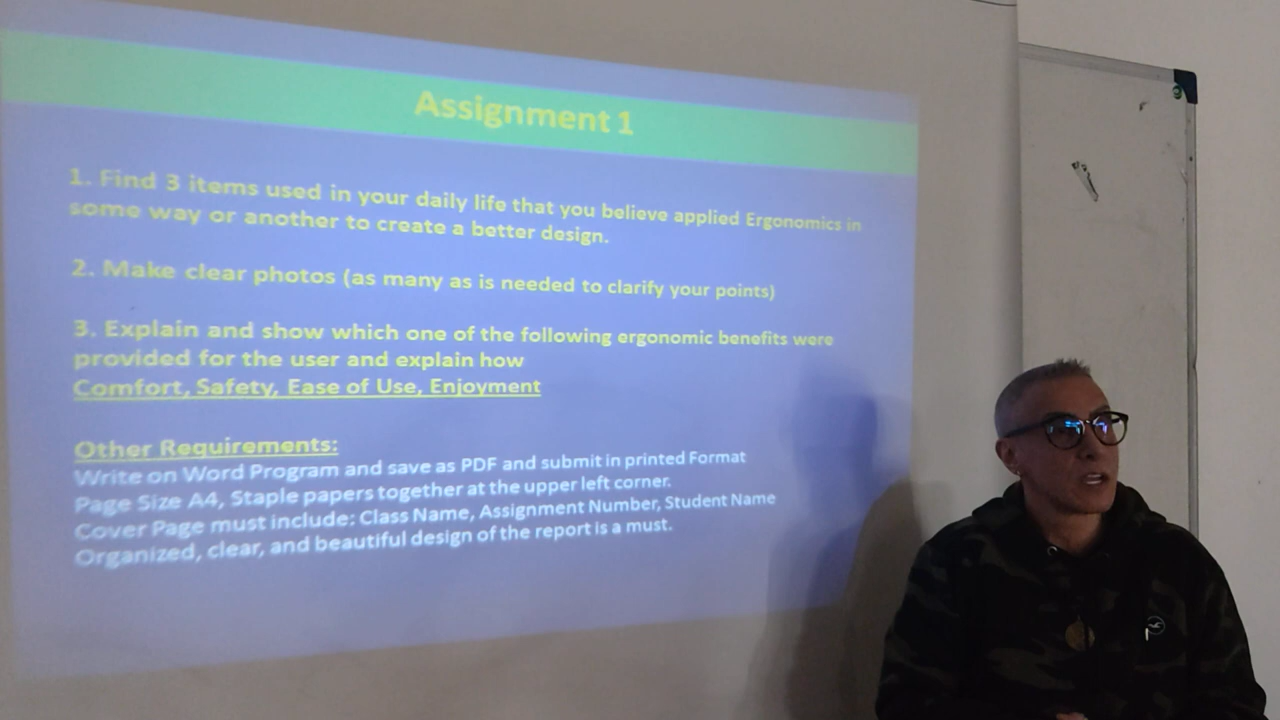 Assignment 1
1. Find 3 items used in your daily life that you believe applied Ergonomics in
some way or another to create a better design.
2. Make clear photos (as many as is needed to clarify your points)
3. Explain and show which one of the following ergonomic benefits were
provided for the user and explain how
Comfort, Safety, Ease of Use, Enjoyment
Other Requirements:
Write on Word Program and save as PDF and submit in printed Format
Page Size A4, Staple papers together at the upper left corner.
Cover Page must include: Class Name, Assignment Number, Student Name
Organized, clear, and beautiful design of the report is a must.